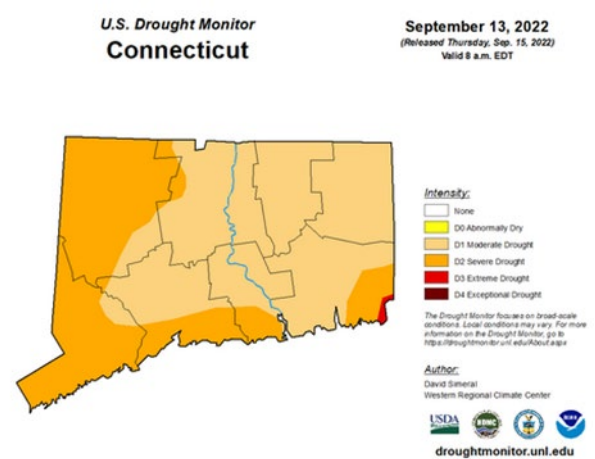 U.S. Drought Monitor
Connecticut
September 13, 2022
(Released Thursday, Sep. 15, 2022)
Valid 8 a.m. EDT
Intensity:
None
D0 Abnormally Dry
D1 Moderate Drought
D2 Severe Drought
D3 Extreme Drought
D4 Exceptional Drought
The Drought Monitor focuses on broad-scale
conditions. Local conditions may vary. For more
information on the Drought Monitor, go to
https://droughtmonitor.unl.edu/About.aspx
Author:
David Simeral
Western Regional Climate Center
USDA
NDMC
droughtmonitor.unl.edu